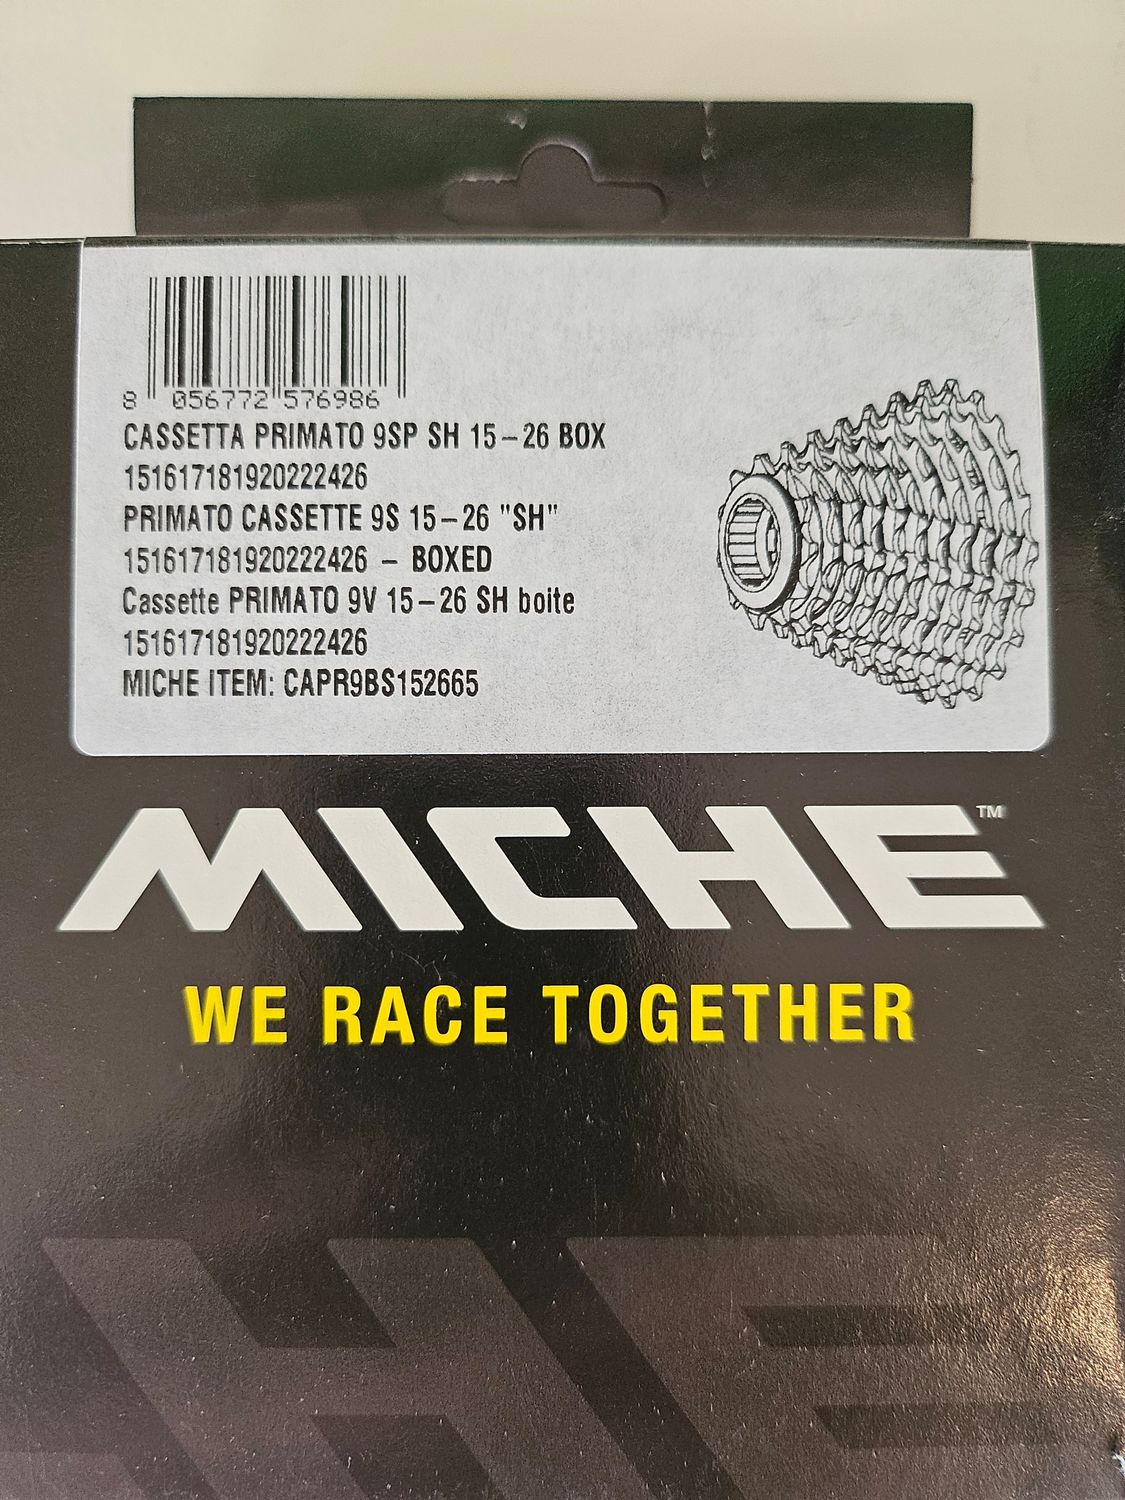 8 056772 576986
CASSETTA PRIMATO 9SP SH 15-26 BOX
151617181920222426
PRIMATO CASSETTE 9S 15-26 "SH"
151617181920222426 - BOXED
Cassette PRIMATO 9V 15-26 SH boite
151617181920222426
MICHE ITEM: CAPR9BS152665
MICHE™
WE RACE TOGETHER